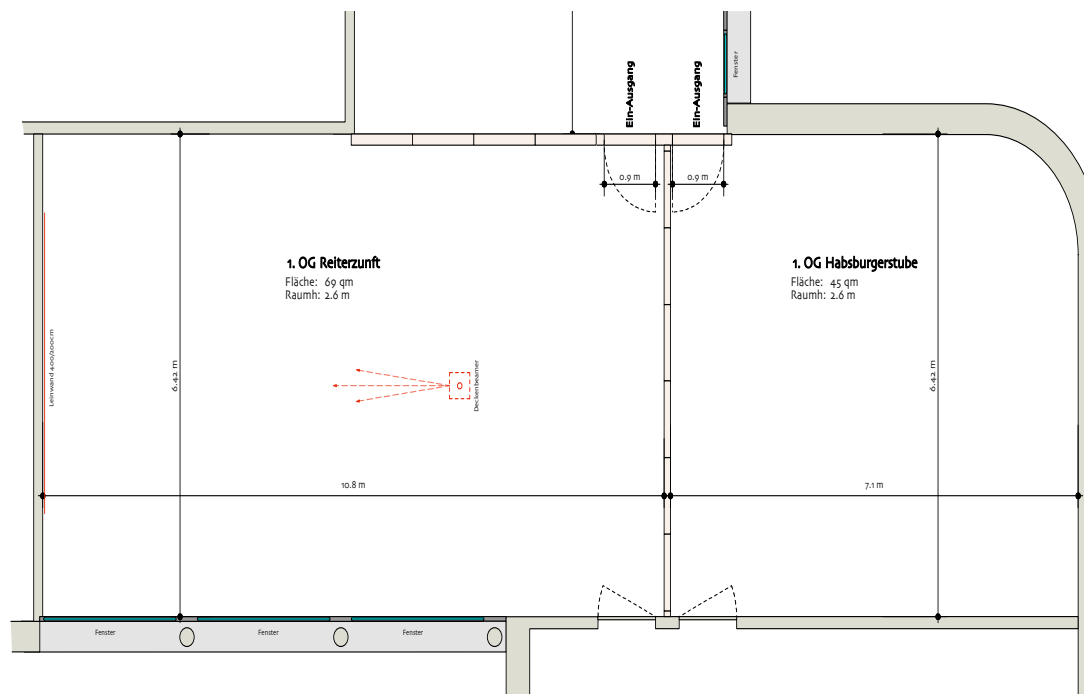 Fenster
Ein-Ausgang
Ein-Ausgang
0.9 m
0.9 m
1. OG Reiterzunft
Fläche: 69 qm
Raumh: 2.6 m
1. OG Habsburgerstube
Fläche: 45 qm
Raumh: 2.6 m
Leinwand 400/200cm
6.42 m
Deckenbeamer
6.42 m
10.8 m
7.1 m
Fenster
Fenster
Fenster